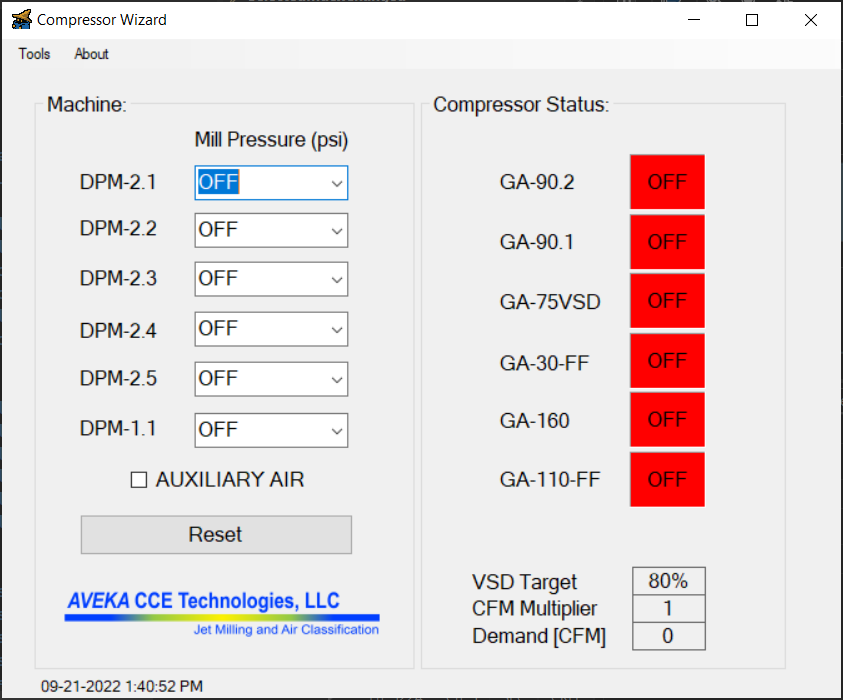 Compressor Wizard
Tools About
Machine:
Mill Pressure (psi)
DPM-2.1 OFF
DPM-2.2 OFF
DPM-2.3 OFF
DPM-2.4 OFF
DPM-2.5 OFF
DPM-1.1 OFF
AUXILIARY AIR
Reset
AVEKA CCE Technologies, LLC
Jet Milling and Air Classification
Compressor Status:
GA-90.2 OFF
GA-90.1 OFF
GA-75VSD OFF
GA-30-FF OFF
GA-160 OFF
GA-110-FF OFF
VSD Target 80%
CFM Multiplier 1
Demand [CFM] 0
09-21-2022 1:40:52 PM